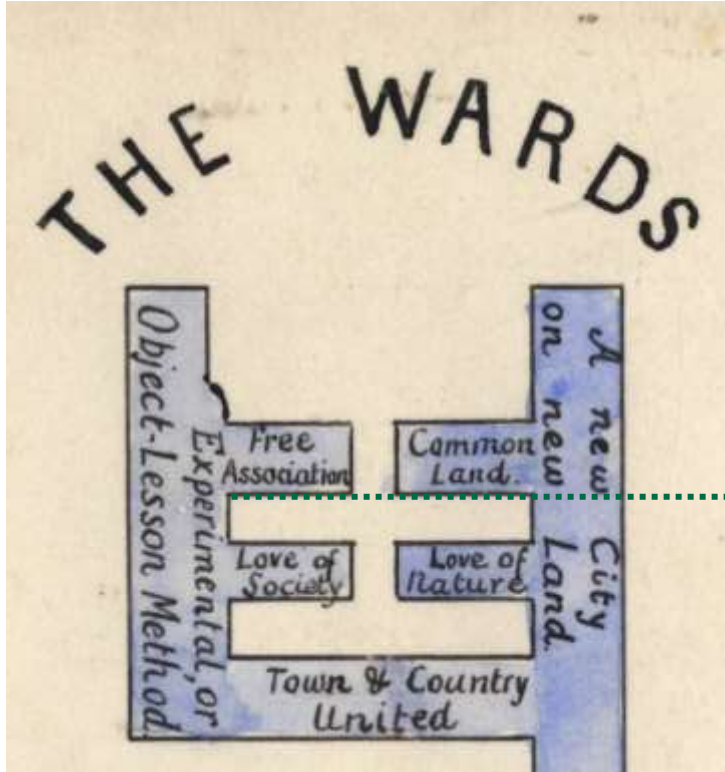 THE WARDS
Object-Lesson Method.
Experimental, or
Free
Association
Common
Land.
Love of
Society
Love of
Nature
Town & Country
United
A new City
on new Land.